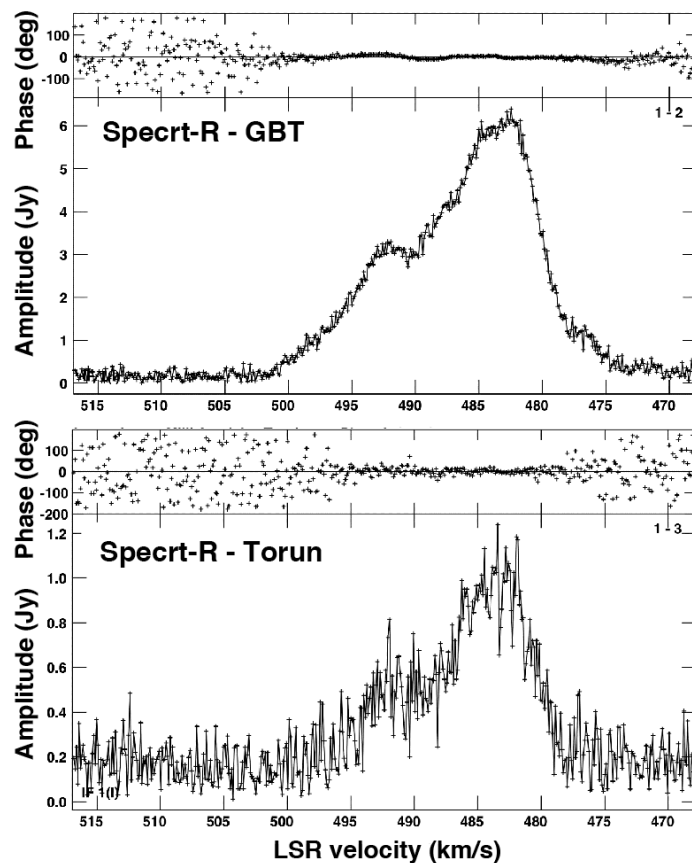 Phase (deg)
100
0
-100
Specrt-R - GBT
1 - 2
Amplitude (Jy)
6
5
4
3
2
1
0
515 510 505 500 495 490 485 480 475 470
Phase (deg)
100
0
-100
-200
Specrt-R - Torun
1 - 3
Amplitude (Jy)
1.2
1.0
0.8
0.6
0.4
0.2
0.0
IF 1(I)
515 510 505 500 495 490 485 480 475 470
LSR velocity (km/s)